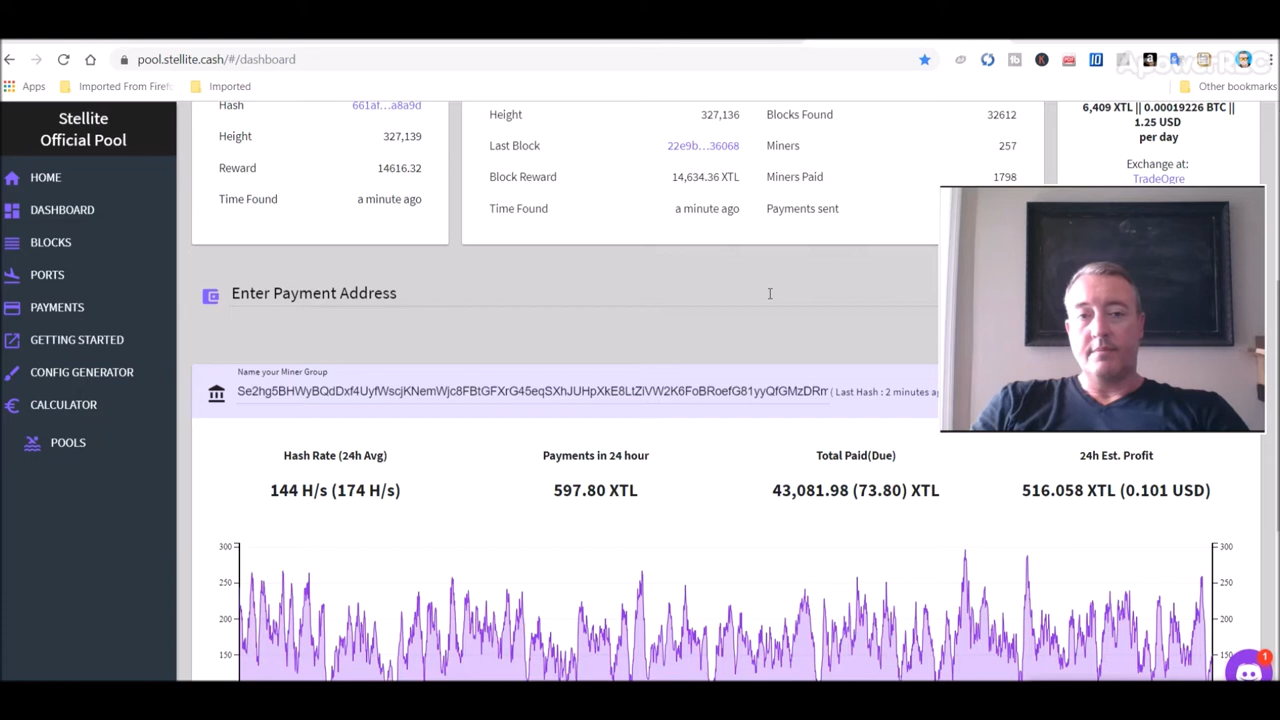 ApowerREC
pool.stellite.cash/#/dashboard
Apps
Imported From Firef
Imported
Other bookmarks
Stellite
Official Pool
HOME
DASHBOARD
BLOCKS
PORTS
PAYMENTS
GETTING STARTED
CONFIG GENERATOR
CALCULATOR
POOLS
Hash 661af...a8a9d
Height 327,139
Reward 14616.32
Time Found a minute ago
Height 327,136 Blocks Found 32612
Last Block 22e9b...36068 Miners 257
Block Reward 14,634.36 XTL Miners Paid 1798
Time Found a minute ago Payments sent
6,409 XTL || 0.00019226 BTC ||
1.25 USD
per day
Exchange at:
TradeOgre
Enter Payment Address
Name your Miner Group
Se2hg5BHWyBQdDxf4UyfWscjKNemWjc8FBtGFXrG45eqSXhJUHpXkE8LtZiVW2K6FoBRoefG81yyQfGMzDRm ( Last Hash : 2 minutes ag
Hash Rate (24h Avg) Payments in 24 hour Total Paid(Due) 24h Est. Profit
144 H/s (174 H/s) 597.80 XTL 43,081.98 (73.80) XTL 516.058 XTL (0.101 USD)
300 300
250 250
200 200
150 150
1